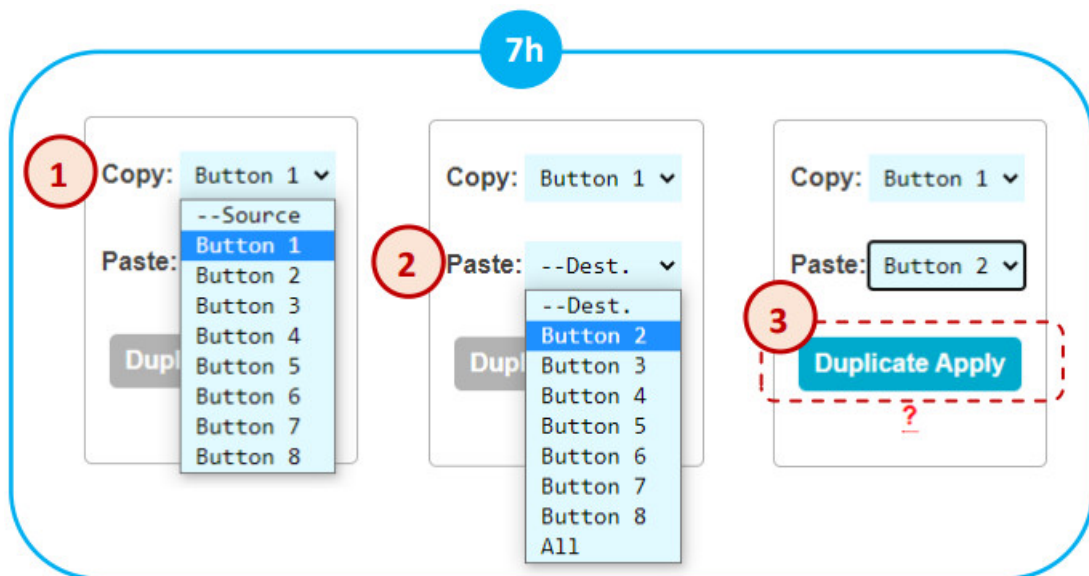 7h
1
Copy: Button 1
--Source
Button 1
Button 2
Button 3
Button 4
Button 5
Button 6
Button 7
Button 8
Paste:
Dupl
2
Copy: Button 1
Paste: --Dest.
--Dest.
Button 2
Button 3
Button 4
Button 5
Button 6
Button 7
Button 8
All
Dupl
3
Copy: Button 1
Paste: Button 2
Duplicate Apply
?